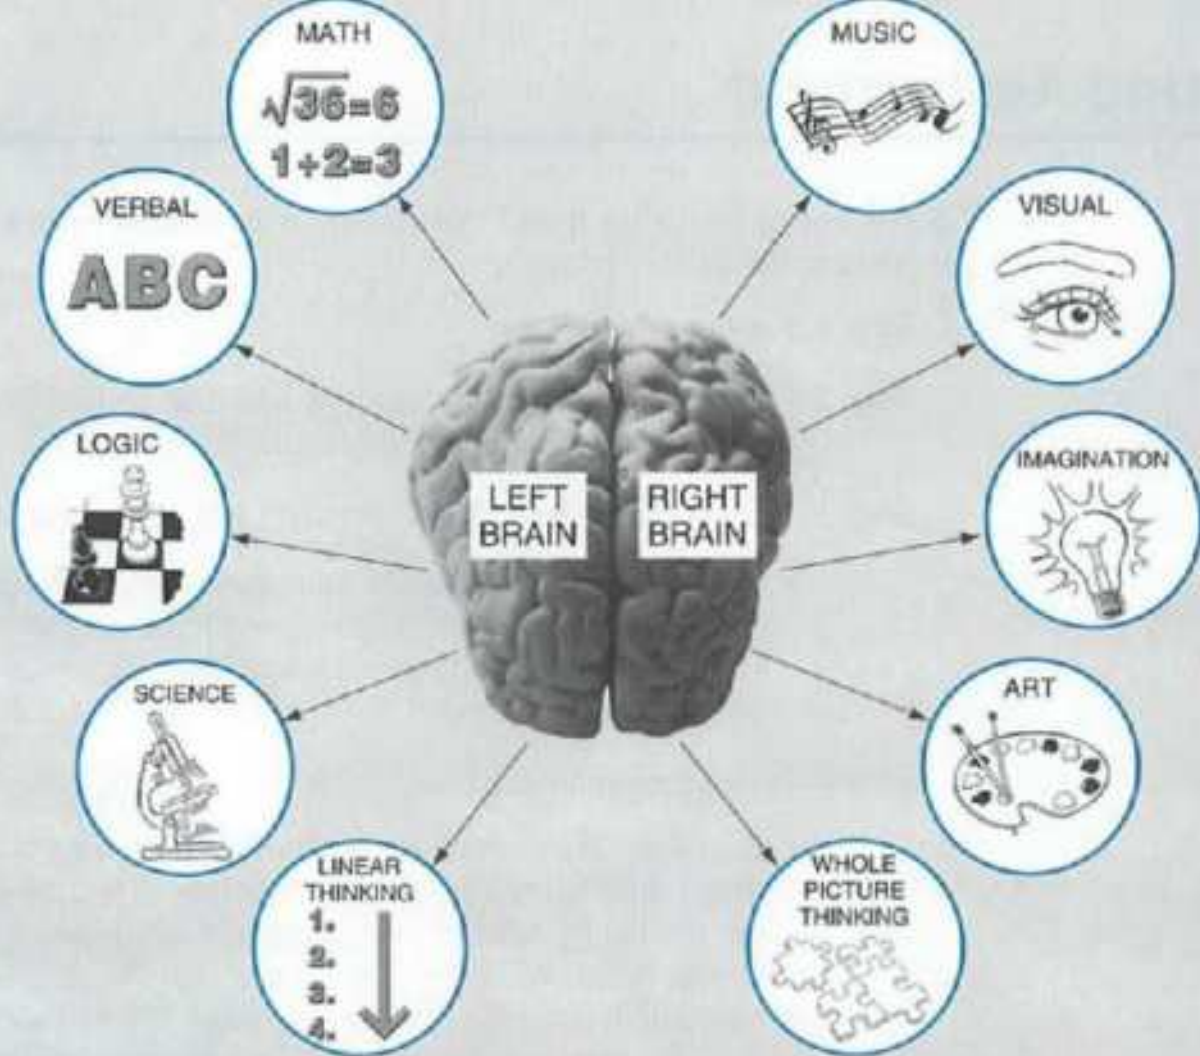 MATH
√36=6
1+2=3
MUSIC
VERBAL
ABC
VISUAL
LOGIC
IMAGINATION
LEFT
BRAIN
RIGHT
BRAIN
SCIENCE
ART
LINEAR
THINKING
1.
2.
3.
4.
WHOLE
PICTURE
THINKING